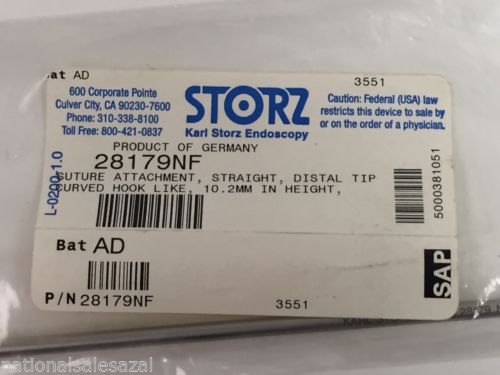 Bat AD
3551
600 Corporate Pointe
Culver City, CA 90230-7600
Phone: 310-338-8100
Toll Free: 800-421-0837
STORZ
Karl Storz Endoscopy
Caution: Federal (USA) law
restricts this device to sale by
or on the order of a physician.
PRODUCT OF GERMANY
28179NF
SUTURE ATTACHMENT, STRAIGHT, DISTAL TIP
CURVED HOOK LIKE, 10.2MM IN HEIGHT,
L-0200-1.0
5000381051
Bat AD
SAP
P/N 28179NF
3551
nationalsalesazal